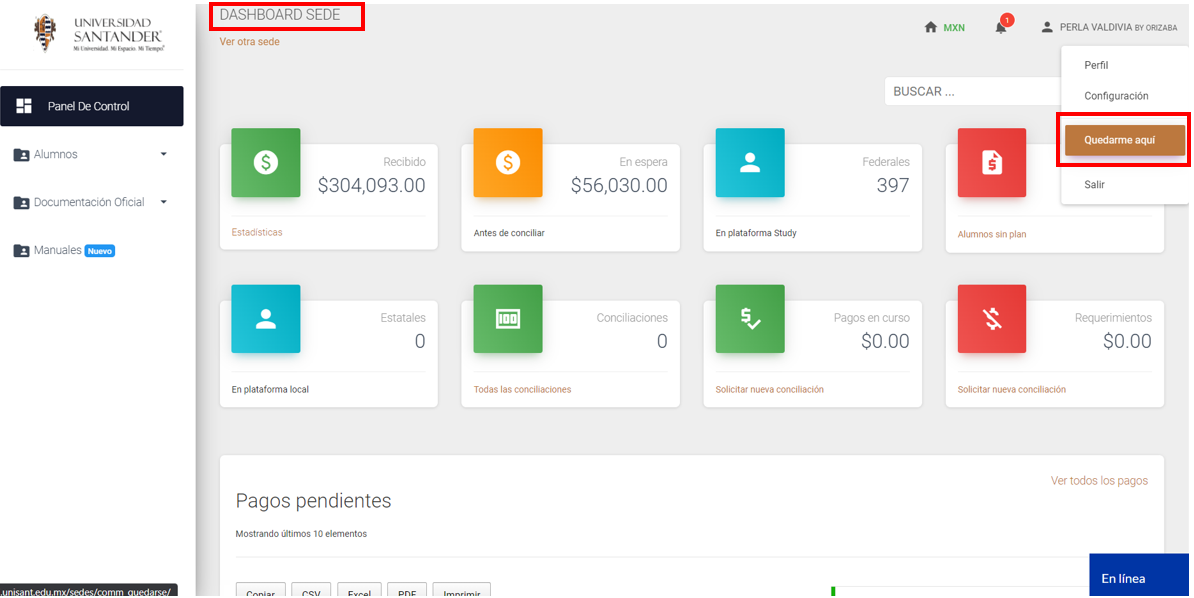 UNIVERSIDAD
SANTANDER
Mi Universidad. Mi Espacio. Mi Tiempo
DASHBOARD SEDE
Ver otra sede
MXN
1
PERLA VALDIVIA BY ORIZABA
Perfil
Configuración
Quedarme aquí
Salir
BUSCAR ...
Panel De Control
Alumnos
Documentación Oficial
Manuales Nuevo
Recibido
$304,093.00
Estadísticas
En espera
$56,030.00
Antes de conciliar
Federales
397
En plataforma Study
Alumnos sin plan
Estatales
0
En plataforma local
Conciliaciones
0
Todas las conciliaciones
Pagos en curso
$0.00
Solicitar nueva conciliación
Requerimientos
$0.00
Solicitar nueva conciliación
Ver todos los pagos
Pagos pendientes
Mostrando últimos 10 elementos
Copiar CSV Excel PDF Imprimir
En línea
.unisant.edu.mx/sedes/comm_quedarse/